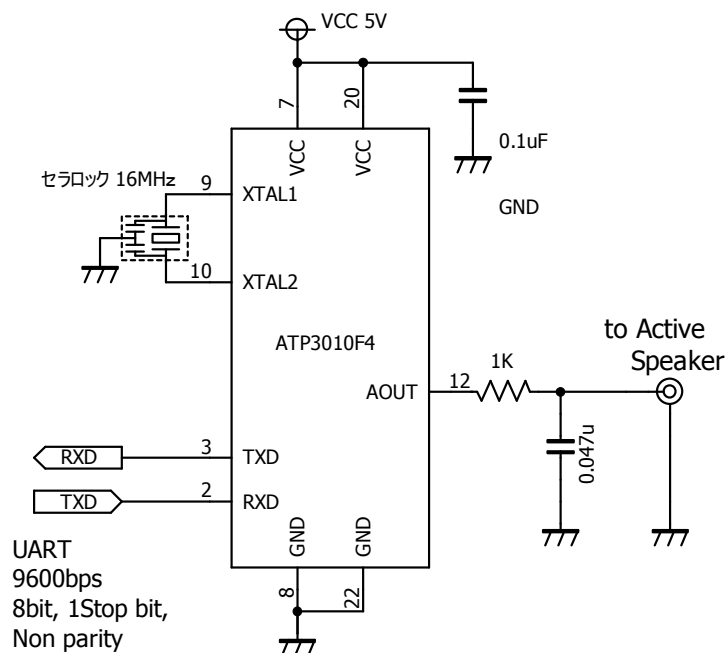 VCC 5V
7
20
VCC
VCC
0.1uF
GND
セラロック 16MHz
9
XTAL1
10
XTAL2
ATP3010F4
to Active
Speaker
AOUT
12
1K
0.047u
RXD
3
TXD
TXD
2
RXD
GND
GND
8
22
UART
9600bps
8bit, 1Stop bit,
Non parity